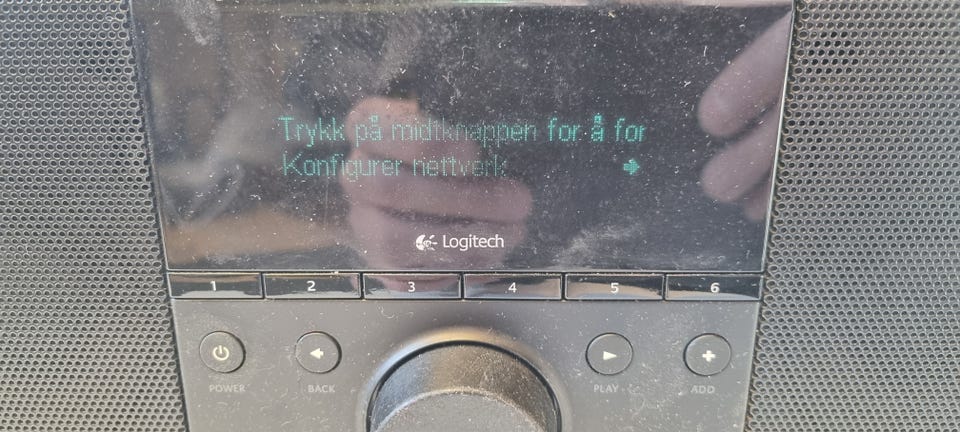 Trykk på midtknappen for å for
Konfigurer nettverk
Logitech
1 2 3 4 5 6
POWER BACK PLAY ADD